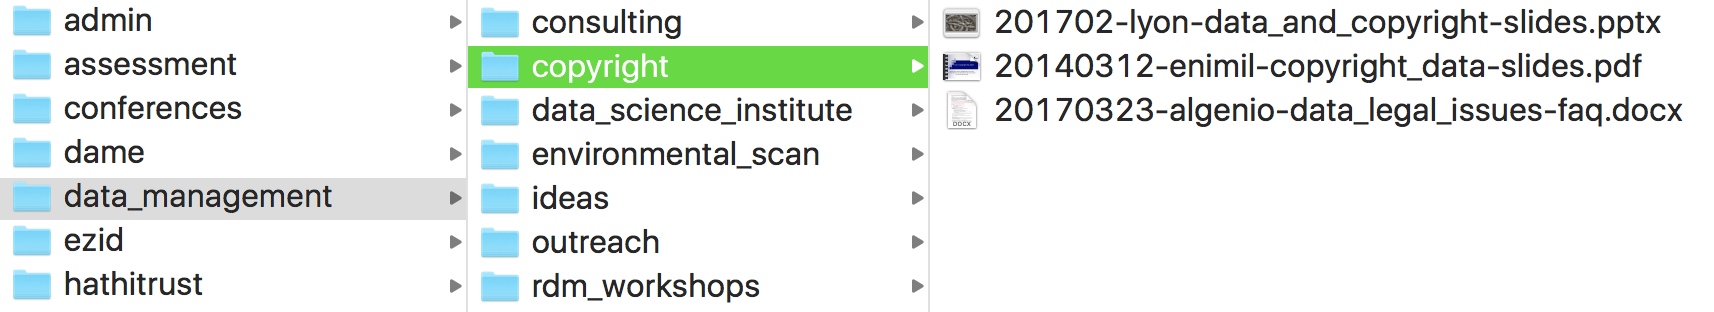 admin
assessment
conferences
dame
data_management
ezid
hathitrust
consulting
copyright
data_science_institute
environmental_scan
ideas
outreach
rdm_workshops
201702-lyon-data_and_copyright-slides.pptx
20140312-enimil-copyright_data-slides.pdf
20170323-algenio-data_legal_issues-faq.docx
DOCX